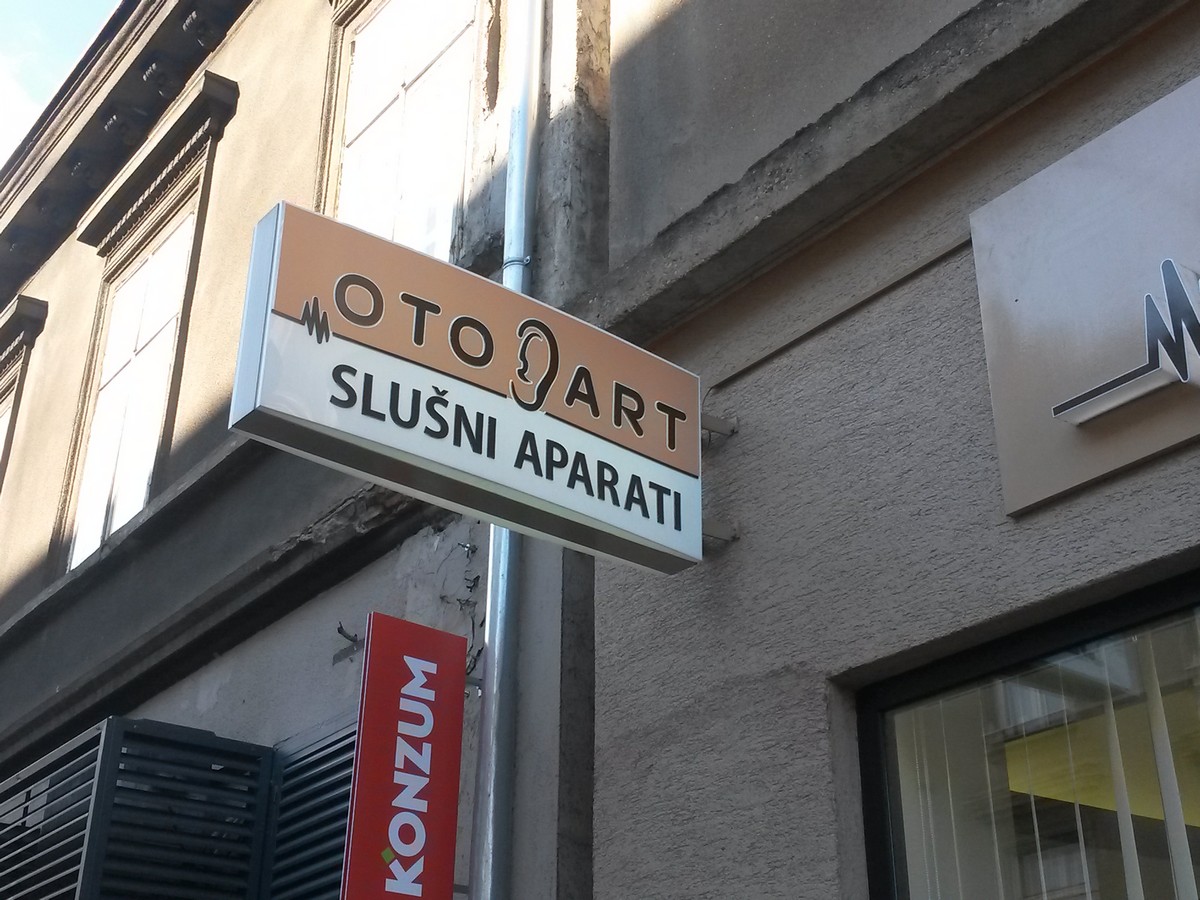 OTO ART
SLUŠNI APARATI
KONZUM